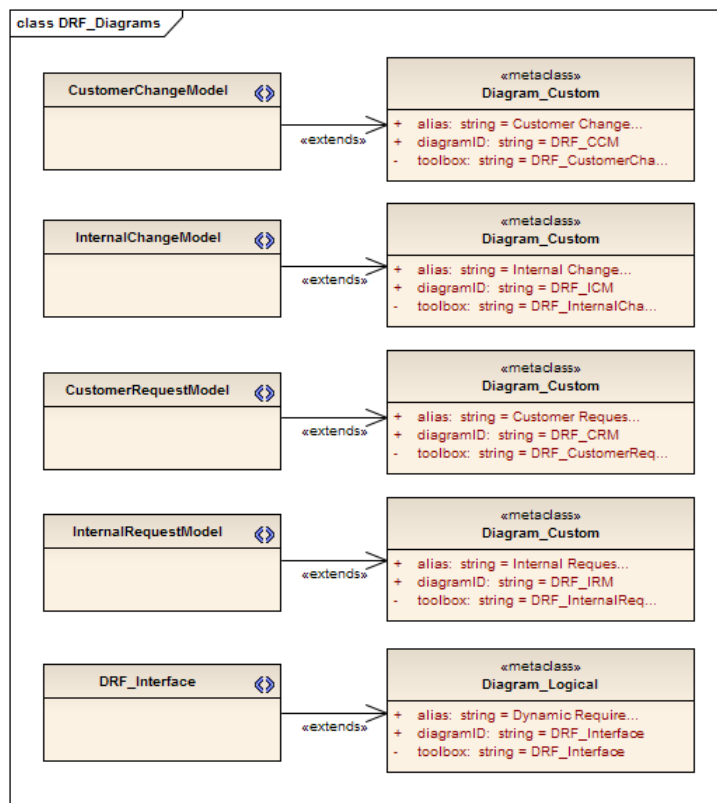 class DRF_Diagrams
CustomerChangeModel
«extends»
«metaclass»
Diagram_Custom
+ alias: string = Customer Change...
+ diagramID: string = DRF_CCM
- toolbox: string = DRF_CustomerCha...
InternalChangeModel
«extends»
«metaclass»
Diagram_Custom
+ alias: string = Internal Change...
+ diagramID: string = DRF_ICM
- toolbox: string = DRF_InternalCha...
CustomerRequestModel
«extends»
«metaclass»
Diagram_Custom
+ alias: string = Customer Reques...
+ diagramID: string = DRF_CRM
- toolbox: string = DRF_CustomerReq...
InternalRequestModel
«extends»
«metaclass»
Diagram_Custom
+ alias: string = Internal Reques...
+ diagramID: string = DRF_IRM
- toolbox: string = DRF_InternalReq...
DRF_Interface
«extends»
«metaclass»
Diagram_Logical
+ alias: string = Dynamic Require...
+ diagramID: string = DRF_Interface
- toolbox: string = DRF_Interface